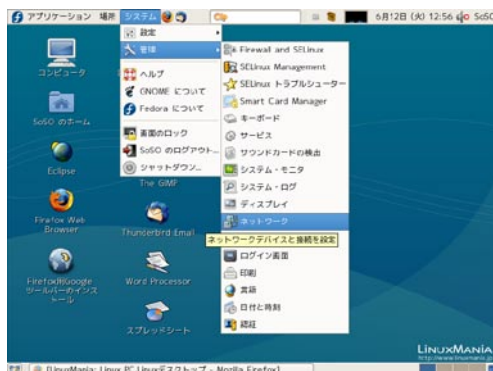 アプリケーション 場所 システム
6月12日 (火) 12:56
SoSO
設定
管理
ヘルプ
GNOME について
Fedora について
画面のロック
SoSO のログアウト...
シャットダウン...
Firewall and SELinux
SELinux Management
SELinux トラブルシューター
Smart Card Manager
キーボード
サービス
サウンドカードの検出
システム・モニタ
システム・ログ
ディスプレイ
ネットワーク
ネットワークデバイスと接続を設定
ログイン画面
印刷
言語
日付と時刻
認証
コンピュータ
SoSO のホーム
Eclipse
The GIMP
Firefox Web
Browser
Thunderbird Email
Firefox用Google
ツールバーのインス
トール
Word Processor
スプレッドシート
LINUXMANIA
http://www.linuxmania.jp
[LinuxMania: Linux PC Linuxデスクトップ - Mozilla Firefox]